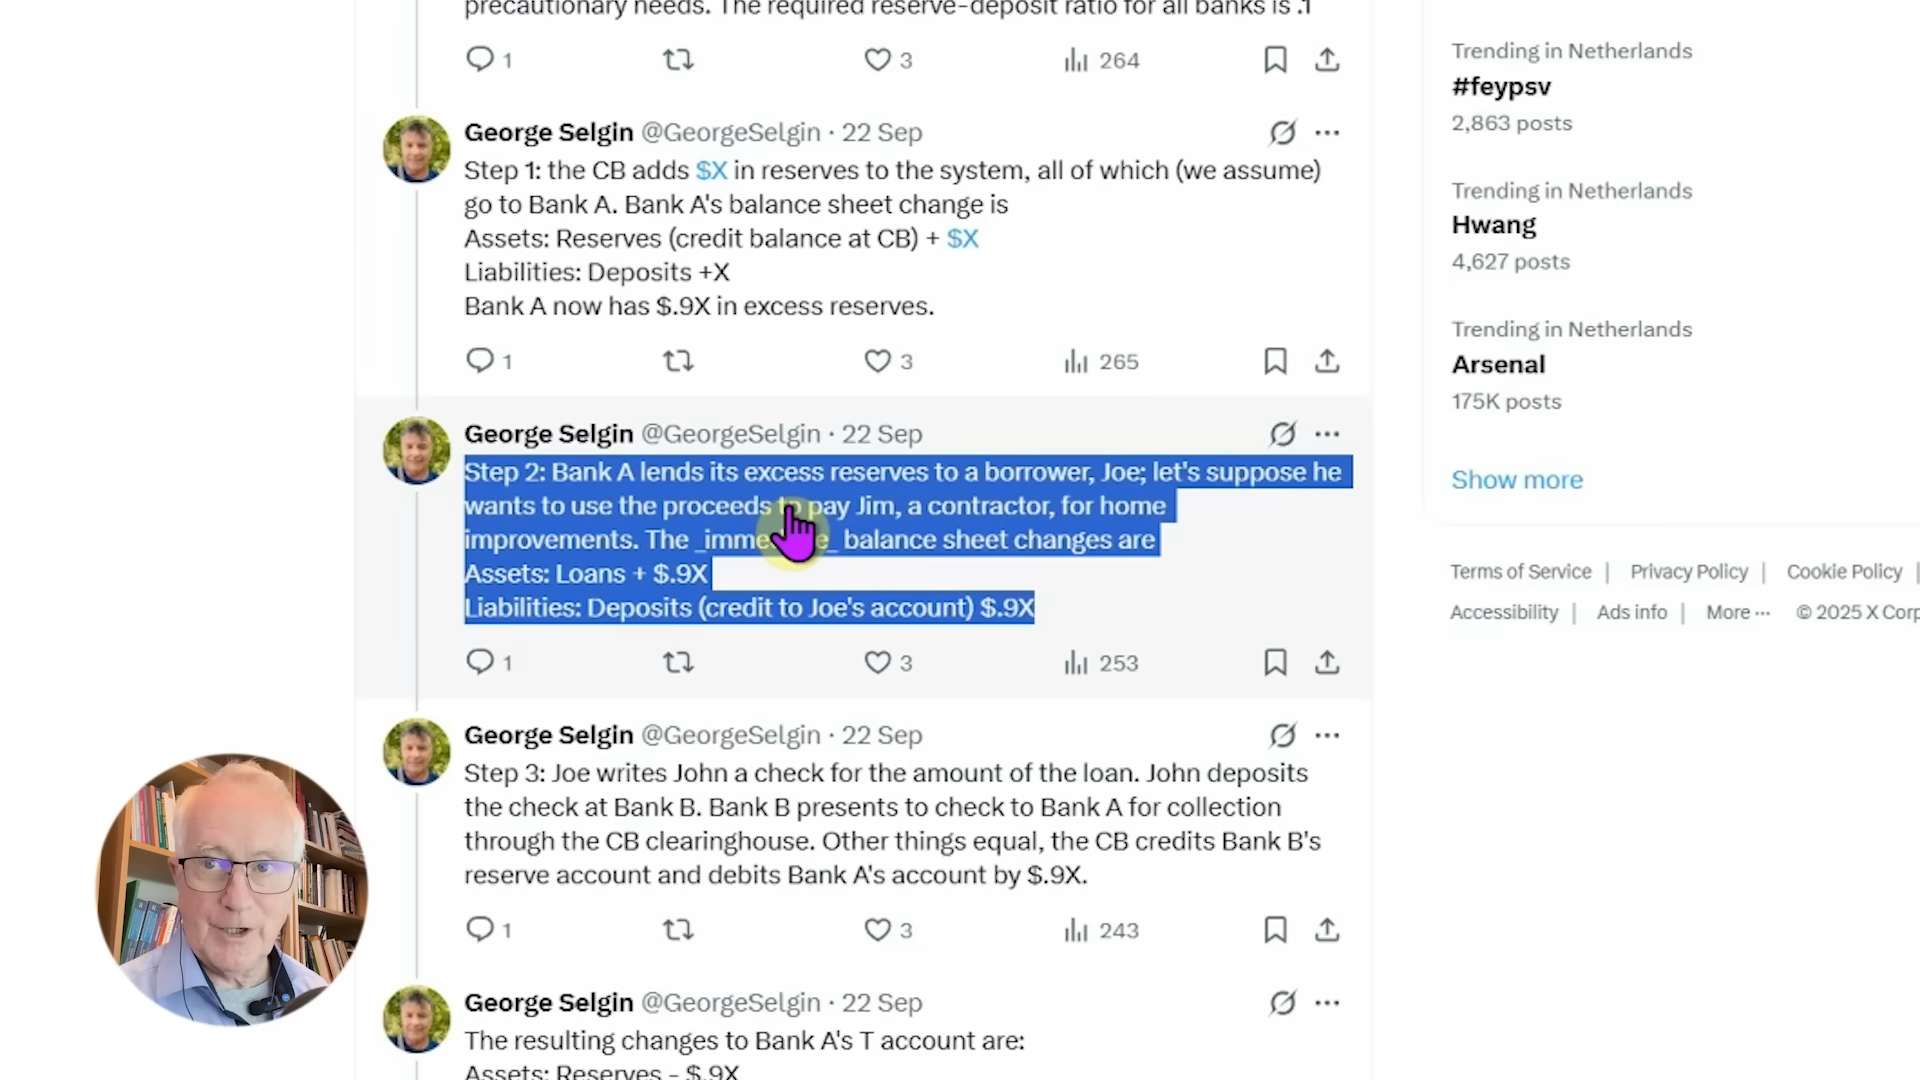 precautionary needs. The required reserve-deposit ratio for all banks is .1
1
3
264
George Selgin @GeorgeSelgin · 22 Sep
Step 1: the CB adds $X in reserves to the system, all of which (we assume)
go to Bank A. Bank A's balance sheet change is
Assets: Reserves (credit balance at CB) + $X
Liabilities: Deposits +X
Bank A now has $.9X in excess reserves.
1
3
265
George Selgin @GeorgeSelgin · 22 Sep
Step 2: Bank A lends its excess reserves to a borrower, Joe; let's suppose he
wants to use the proceeds to pay Jim, a contractor, for home
improvements. The balance sheet changes are
Assets: Loans + $.9X
Liabilities: Deposits (credit to Joe's account) $.9X
1
3
253
George Selgin @GeorgeSelgin · 22 Sep
Step 3: Joe writes John a check for the amount of the loan. John deposits
the check at Bank B. Bank B presents to check to Bank A for collection
through the CB clearinghouse. Other things equal, the CB credits Bank B's
reserve account and debits Bank A's account by $.9X.
1
3
243
George Selgin @GeorgeSelgin · 22 Sep
The resulting changes to Bank A's T account are:
Assets: Reserves - $.9X
Trending in Netherlands
#feypsv
2,863 posts
Trending in Netherlands
Hwang
4,627 posts
Trending in Netherlands
Arsenal
175K posts
Show more
Terms of Service | Privacy Policy | Cookie Policy |
Accessibility | Ads info | More ··· © 2025 X Corp